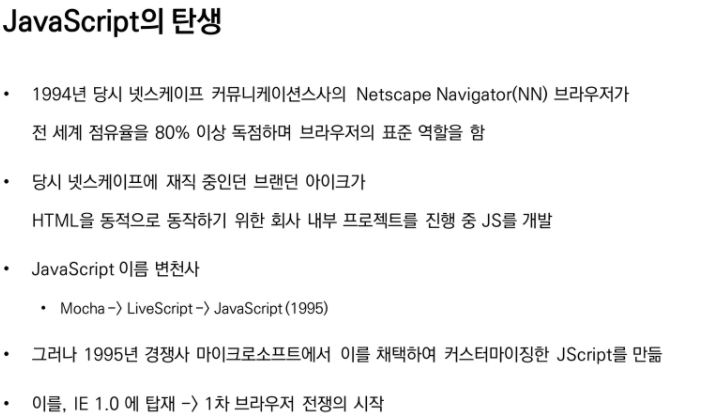 JavaScript의 탄생
• 1994년 당시 넷스케이프 커뮤니케이션스사의 Netscape Navigator(NN) 브라우저가
전 세계 점유율을 80% 이상 독점하며 브라우저의 표준 역할을 함
• 당시 넷스케이프에 재직 중인던 브랜던 아이크가
HTML을 동적으로 동작하기 위한 회사 내부 프로젝트를 진행 중 JS를 개발
• JavaScript 이름 변천사
• Mocha -> LiveScript -> JavaScript (1995)
• 그러나 1995년 경쟁사 마이크로소프트에서 이를 채택하여 커스터마이징한 JScript를 만듦
• 이를, IE 1.0 에 탑재 -> 1차 브라우저 전쟁의 시작